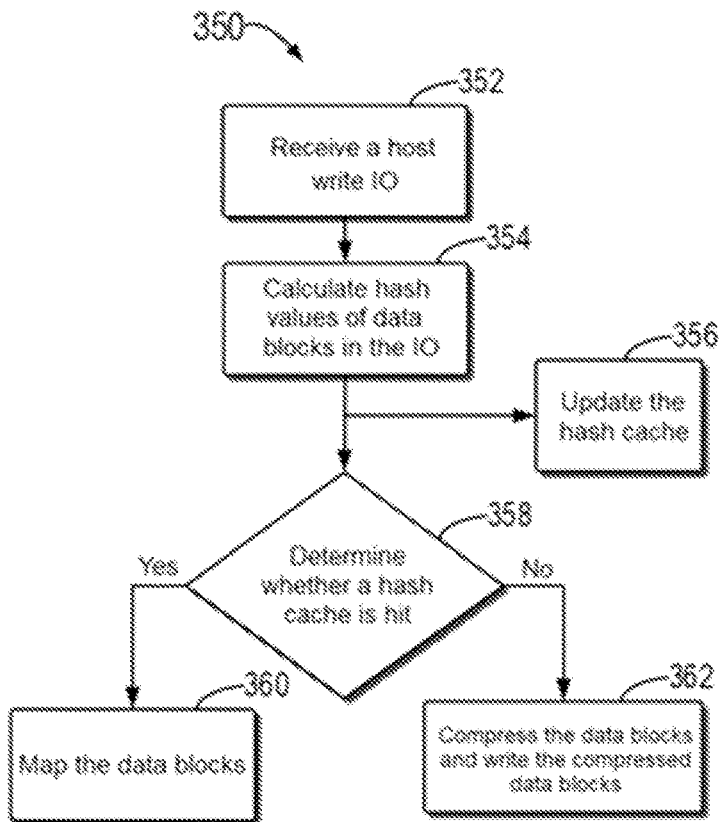 350
352
Receive a host
write IO
354
Calculate hash
values of data
blocks in the IO
356
Update the
hash cache
358
Determine
whether a hash
cache is hit
Yes
No
360
Map the data blocks
362
Compress the data blocks
and write the compressed
data blocks